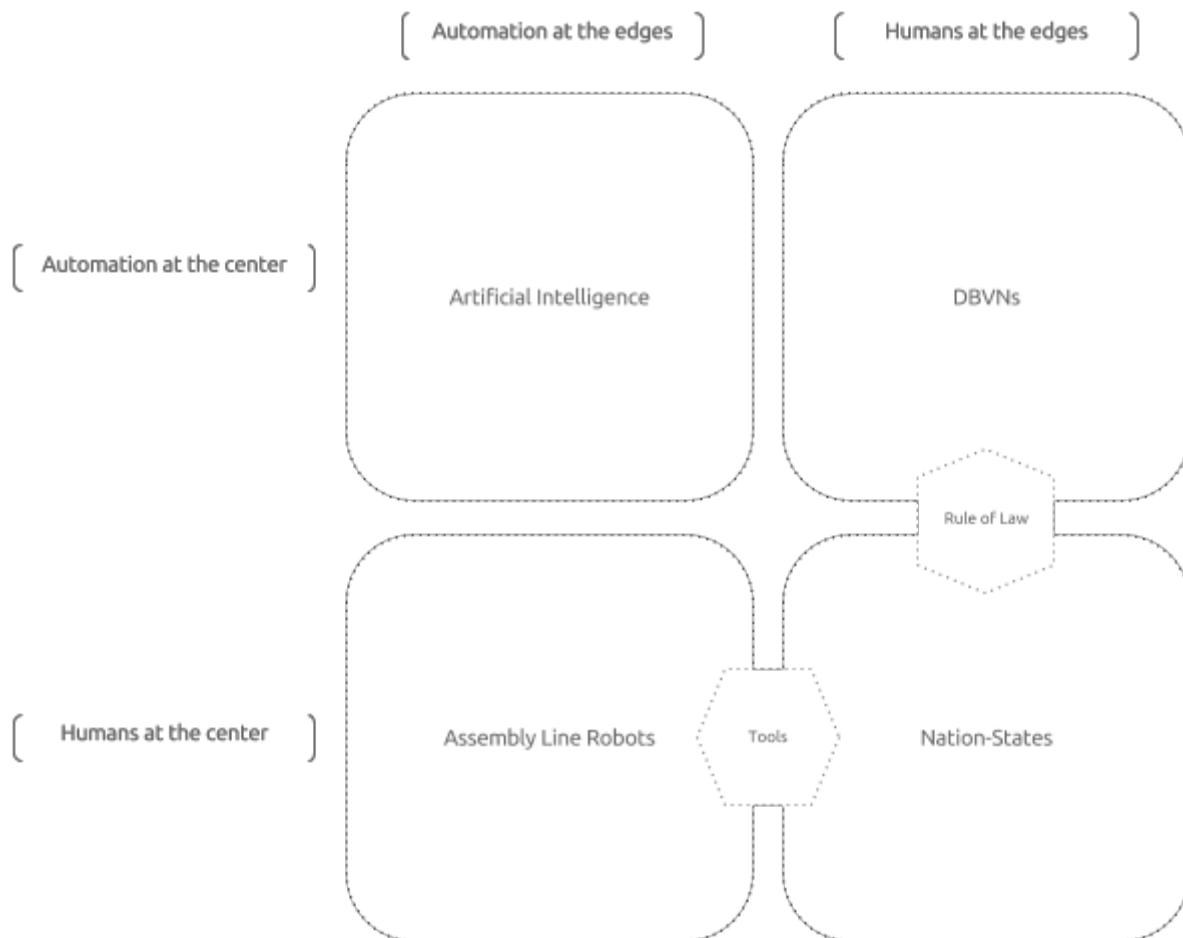 Automation at the edges
Humans at the edges
Automation at the center
Artificial Intelligence
DBVNs
Rule of Law
Humans at the center
Assembly Line Robots
Tools
Nation-States